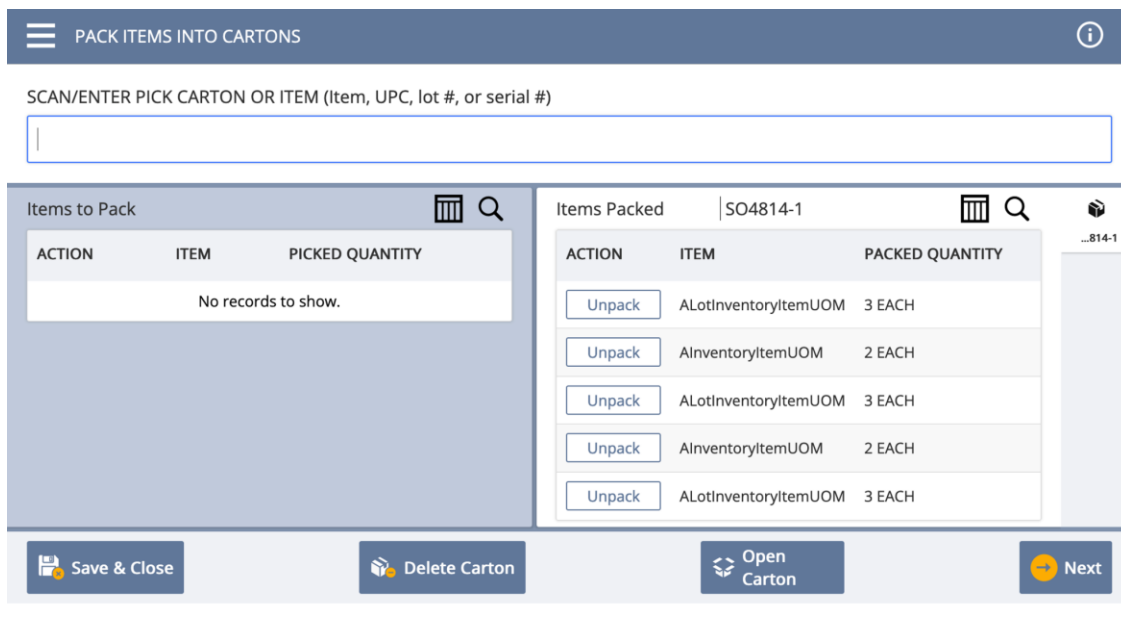 PACK ITEMS INTO CARTONS
SCAN/ENTER PICK CARTON OR ITEM (Item, UPC, lot #, or serial #)
Items to Pack
ACTION ITEM PICKED QUANTITY
No records to show.
Items Packed SO4814-1
ACTION ITEM PACKED QUANTITY
Unpack ALotInventoryItemUOM 3 EACH
Unpack AInventoryItemUOM 2 EACH
Unpack ALotInventoryItemUOM 3 EACH
Unpack AInventoryItemUOM 2 EACH
Unpack ALotInventoryItemUOM 3 EACH
...814-1
Save & Close
Delete Carton
Open
Carton
Next